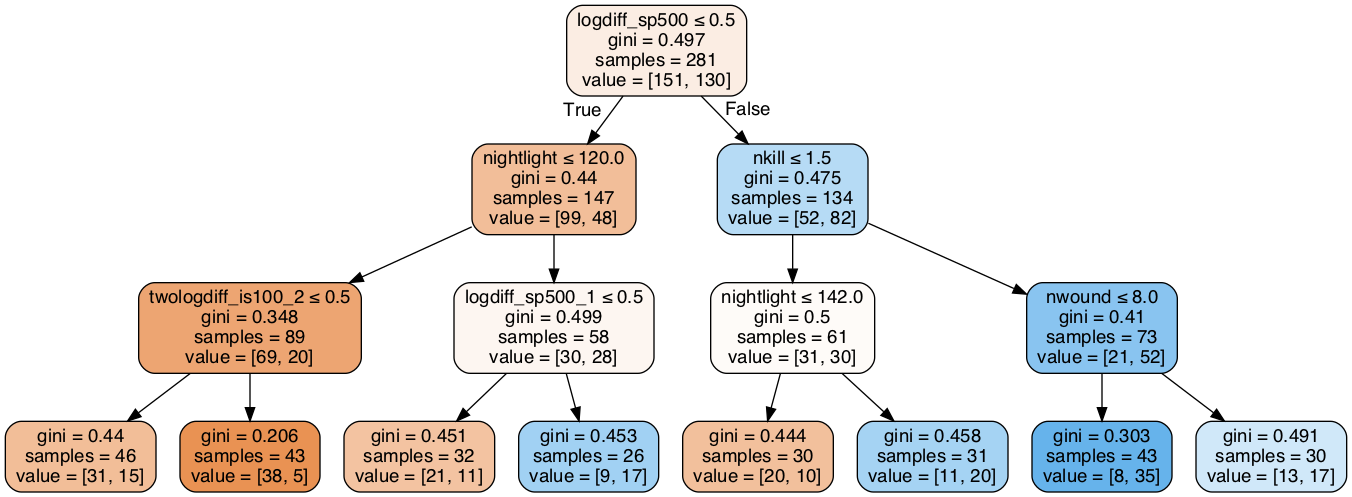 logdiff_sp500 ≤ 0.5
gini = 0.497
samples = 281
value = [151, 130]
True
False
nightlight ≤ 120.0
gini = 0.44
samples = 147
value = [99, 48]
nkill ≤ 1.5
gini = 0.475
samples = 134
value = [52, 82]
twologdiff_is100_2 ≤ 0.5
gini = 0.348
samples = 89
value = [69, 20]
logdiff_sp500_1 ≤ 0.5
gini = 0.499
samples = 58
value = [30, 28]
nightlight ≤ 142.0
gini = 0.5
samples = 61
value = [31, 30]
nwound ≤ 8.0
gini = 0.41
samples = 73
value = [21, 52]
gini = 0.44
samples = 46
value = [31, 15]
gini = 0.206
samples = 43
value = [38, 5]
gini = 0.451
samples = 32
value = [21, 11]
gini = 0.453
samples = 26
value = [9, 17]
gini = 0.444
samples = 30
value = [20, 10]
gini = 0.458
samples = 31
value = [11, 20]
gini = 0.303
samples = 43
value = [8, 35]
gini = 0.491
samples = 30
value = [13, 17]